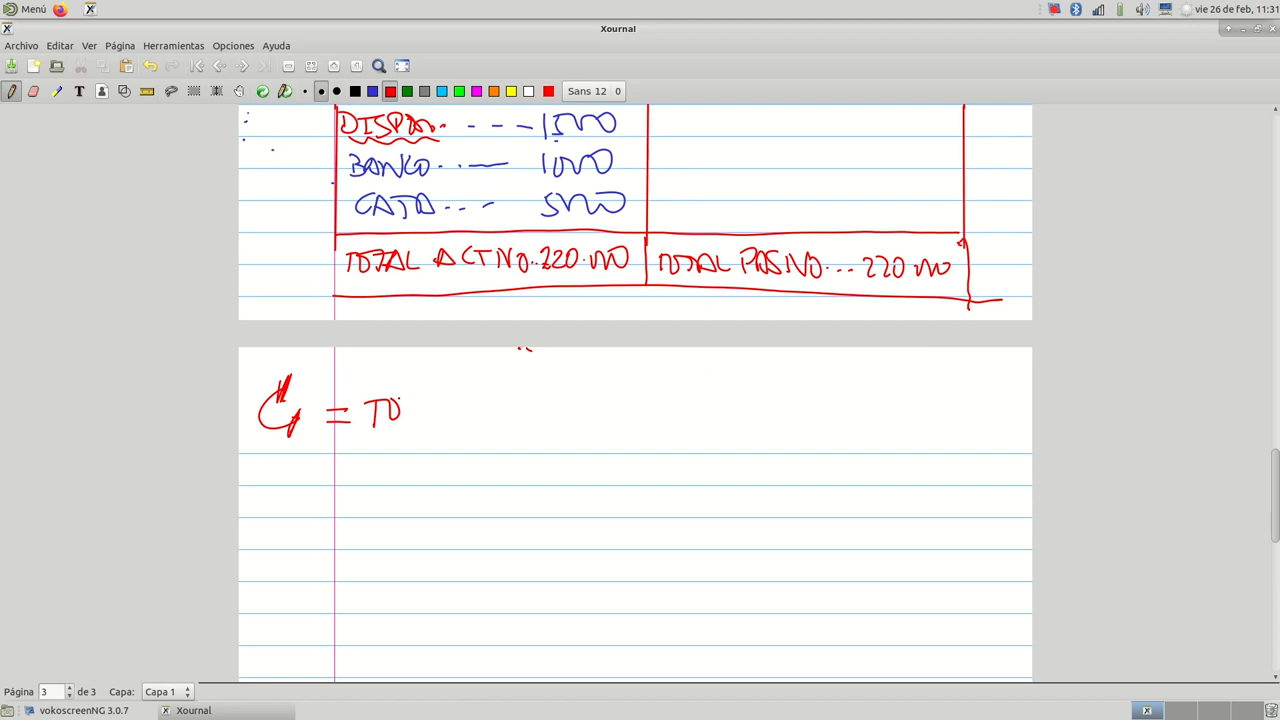 Menú
vie 26 de feb, 11:31
Xournal
Archivo Editar Ver Página Herramientas Opciones Ayuda
Sans 12 0
DISPON. - - - 1500
BANCO ..— 1000
CAJA ... - 500
TOTAL ACTIVO..220.000 TOTAL PASIVO... 220.000
= TO
Página 3 de 3 Capa: Capa 1
vokoscreenNG 3.0.7 Xournal